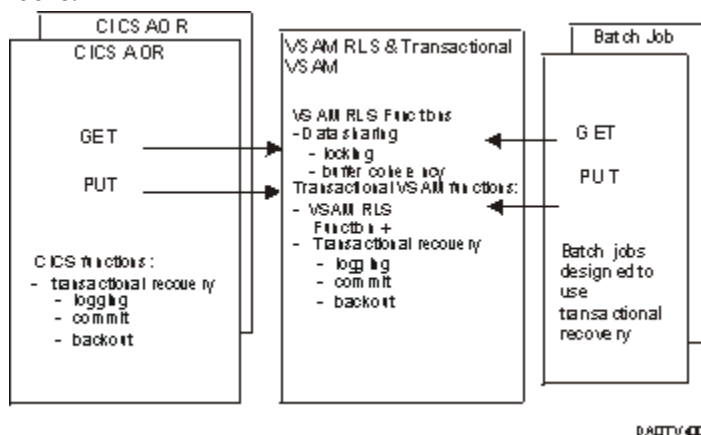 CICS AOR
CICS AOR
GET
PUT
CICS functions:
- transactional recovery
- logging
- commit
- backout
VSAM RLS & Transactional
VSAM
VSAM RLS Functions
-Data sharing
- locking
- buffer coherency
Transactional VSAM functions:
- VSAM RLS
Function +
- Transactional recovery
- logging
- commit
- backout
Batch Job
GET
PUT
Batch jobs
designed to
use
transactional
recovery